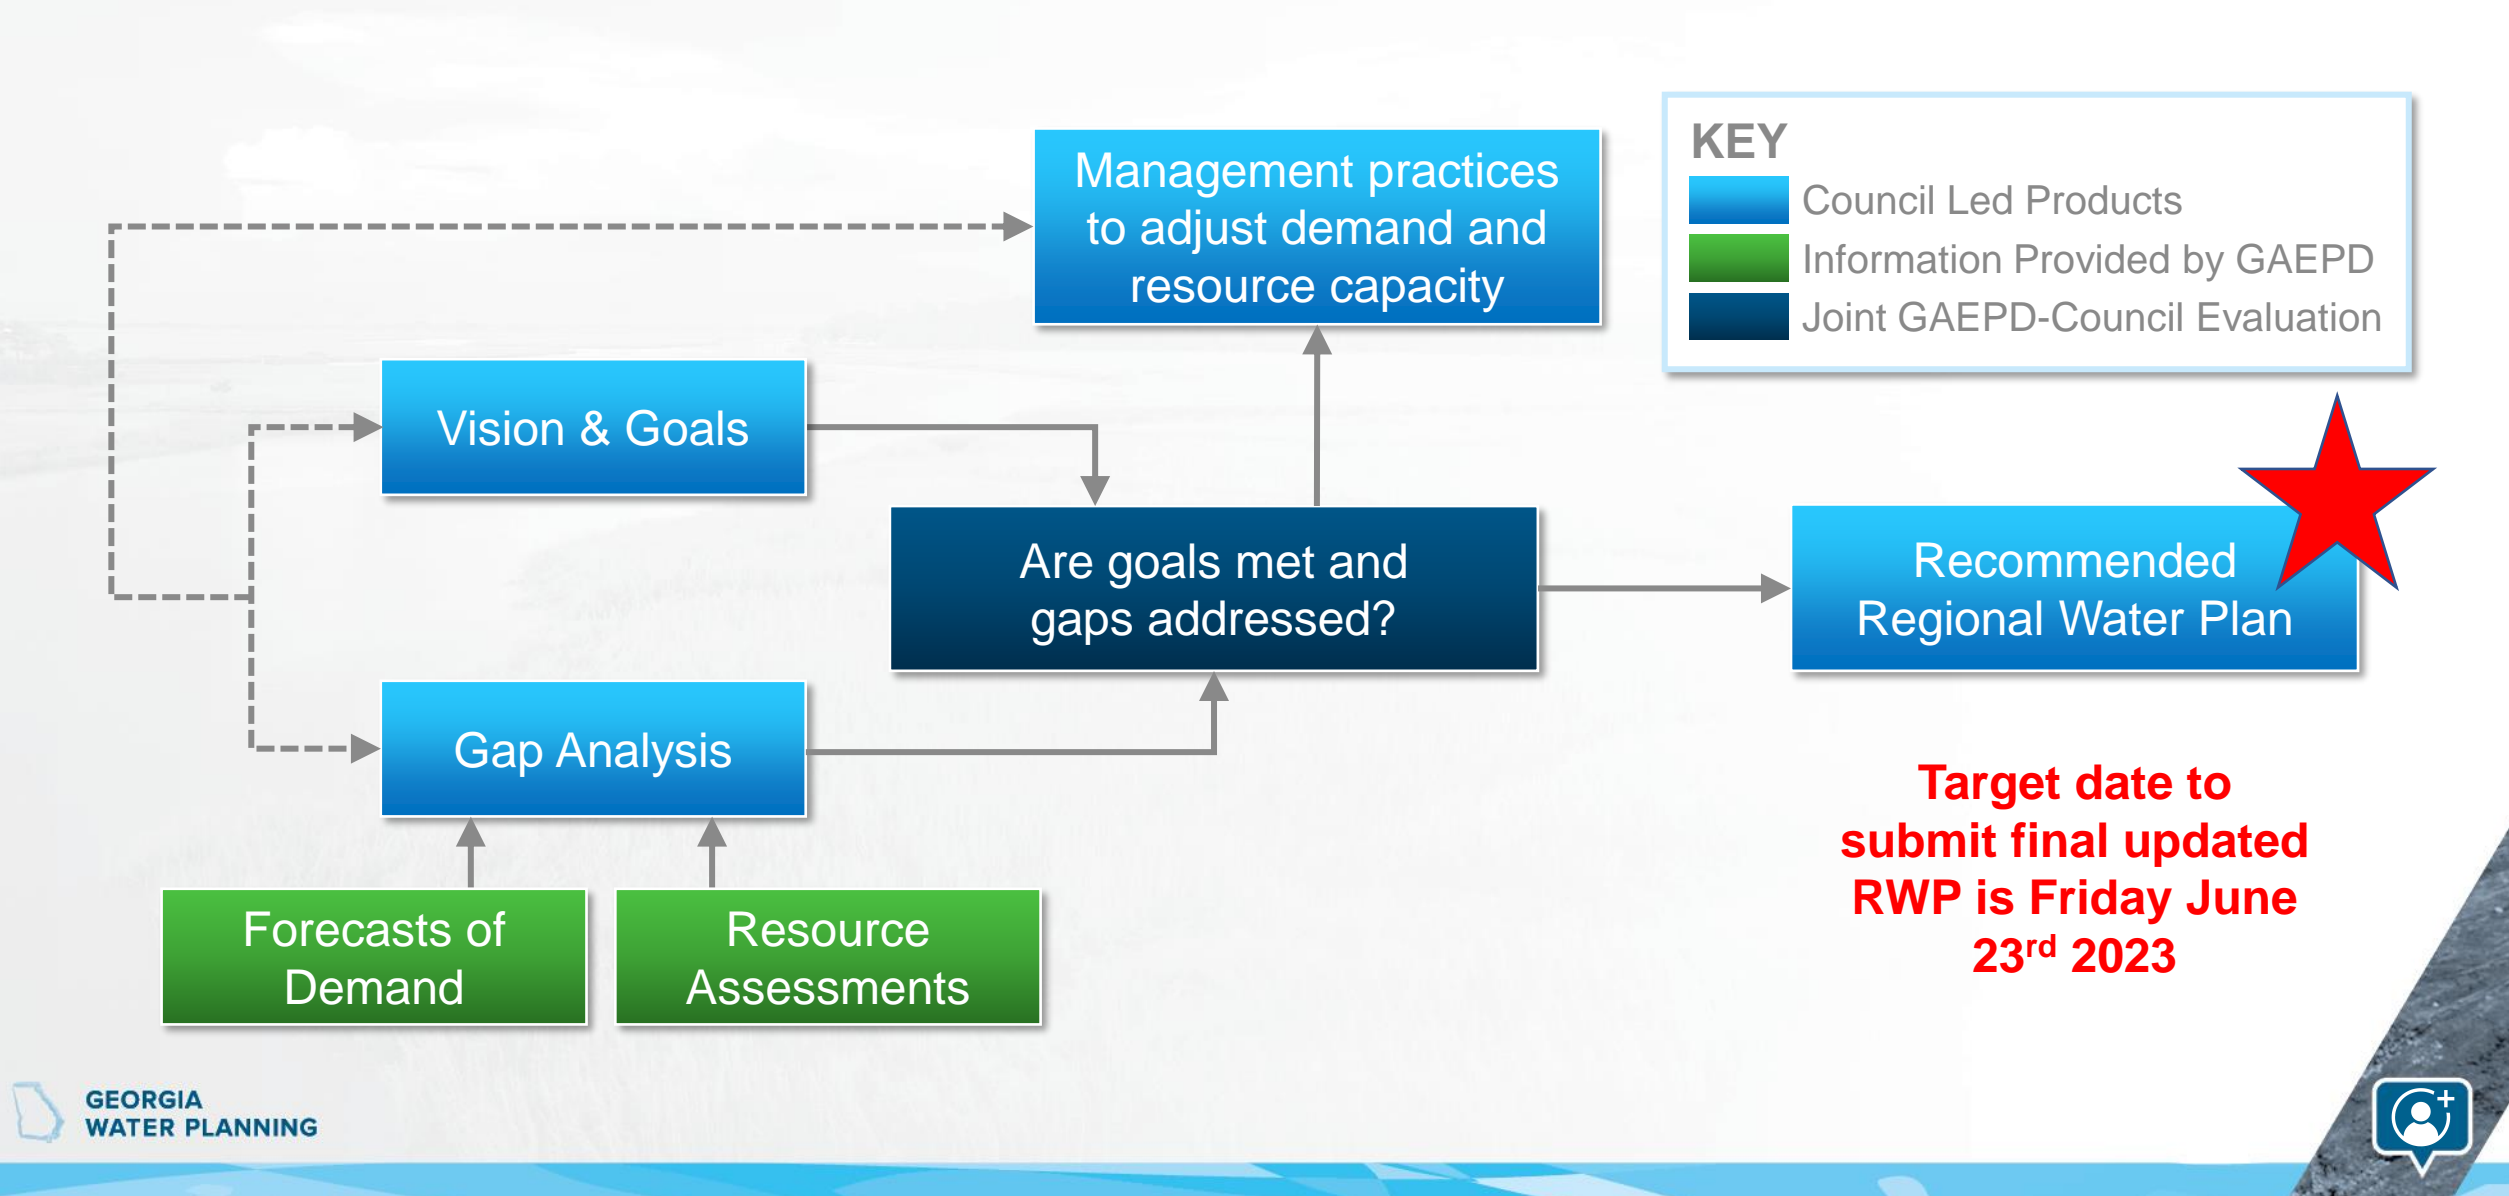 Management practices
to adjust demand and
resource capacity
KEY
Council Led Products
Information Provided by GAEPD
Joint GAEPD-Council Evaluation
Vision & Goals
Are goals met and
gaps addressed?
Recommended
Regional Water Plan
Gap Analysis
Forecasts of
Demand
Resource
Assessments
Target date to
submit final updated
RWP is Friday June
23rd 2023
GEORGIA
WATER PLANNING